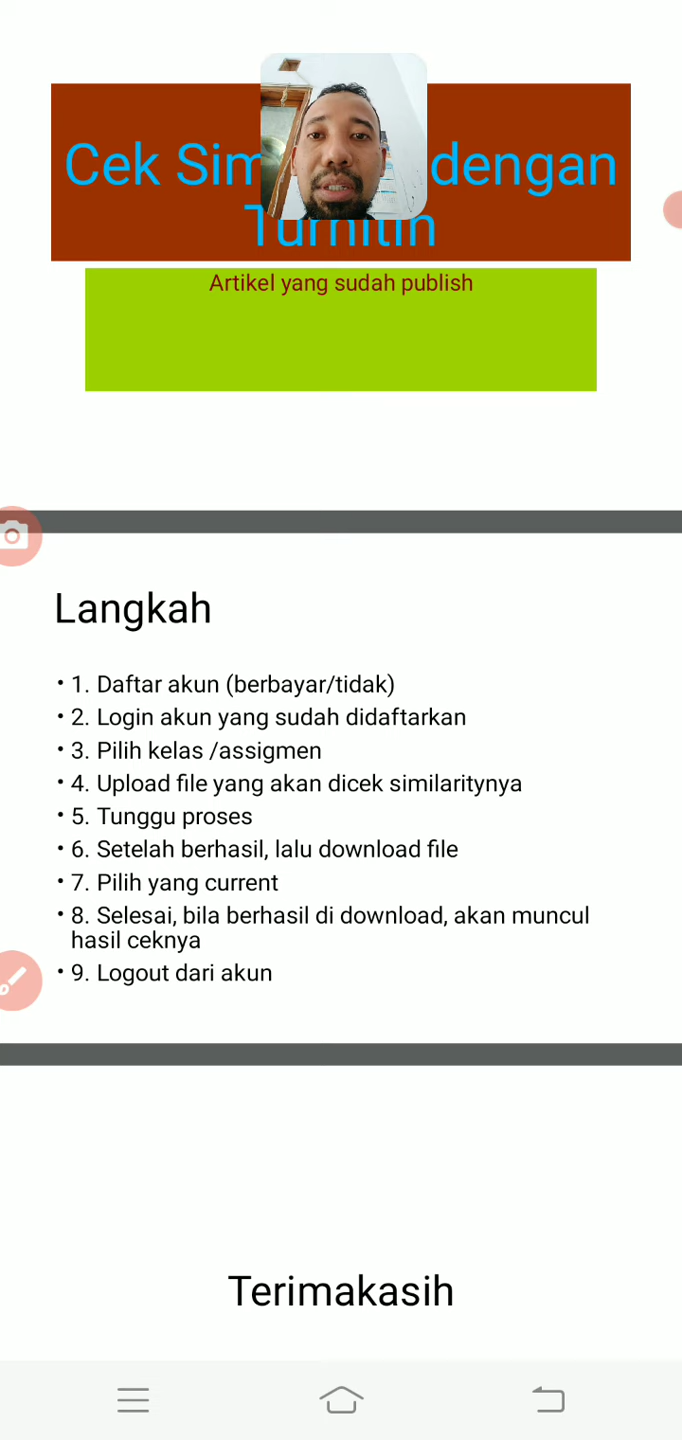 Cek dengan
Turnitin
Artikel yang sudah publish
Langkah
• 1. Daftar akun (berbayar/tidak)
• 2. Login akun yang sudah didaftarkan
• 3. Pilih kelas /assigmen
• 4. Upload file yang akan dicek similaritynya
• 5. Tunggu proses
• 6. Setelah berhasil, lalu download file
• 7. Pilih yang current
• 8. Selesai, bila berhasil di download, akan muncul
hasil ceknya
• 9. Logout dari akun
Terimakasih